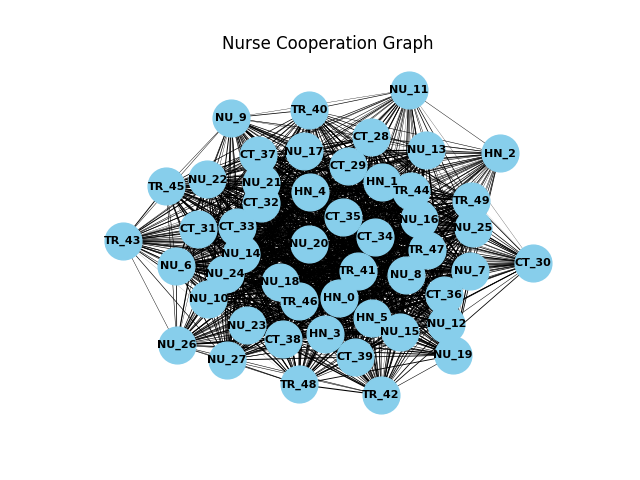 Nurse Cooperation Graph
NU_11
TR_40
NU_9
CT_28
NU_13
NU_17
HN_2
CT_37
CT_29
NU_22
HN_1
NU_21
TR_45
TR_44
HN_4
TR_49
CT_32
CT_35
NU_16
CT_33
NU_25
CT_31
CT_34
TR_43
NU_20
TR_47
NU_14
CT_30
NU_6
TR_41
NU_7
NU_24
NU_8
NU_18
CT_36
HN_0
NU_10
TR_46
HN_5
NU_12
NU_23
NU_15
HN_3
CT_38
NU_26
NU_19
CT_39
NU_27
TR_48
TR_42